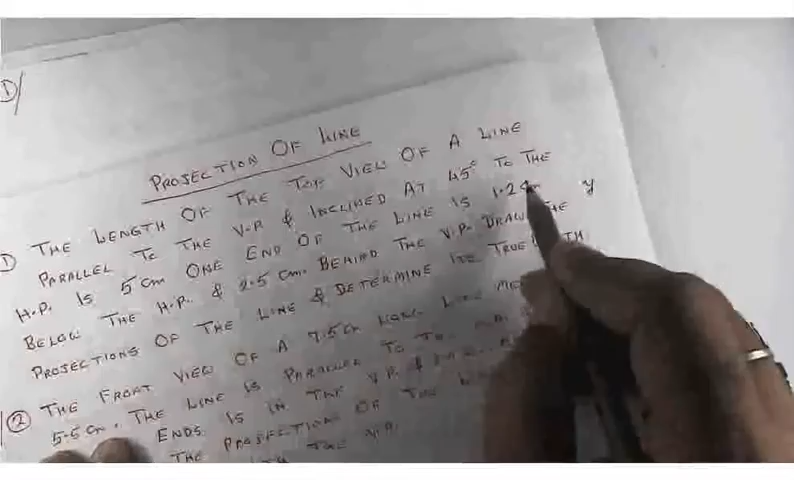 D/
PROJECTION OF LINE
1) THE LENGTH OF THE TOP VIEW OF A LINE
PARALLEL TO THE V.P. & INCLINED AT 45° TO THE
H.P. IS 5 cm ONE END OF THE LINE IS 1.2 cm
BELOW THE H.P. & 2.5 cm. BEHIND THE V.P. DRAW THE
PROJECTIONS OF THE LINE & DETERMINE ITS TRUE
② THE FRONT VIEW OF A 7.5 cm LONG LINE
5.5 cm. THE LINE IS PARALLEL TO THE
ENDS IS IN THE V.P. &
THE PROJECTION OF THE
THE V.P.